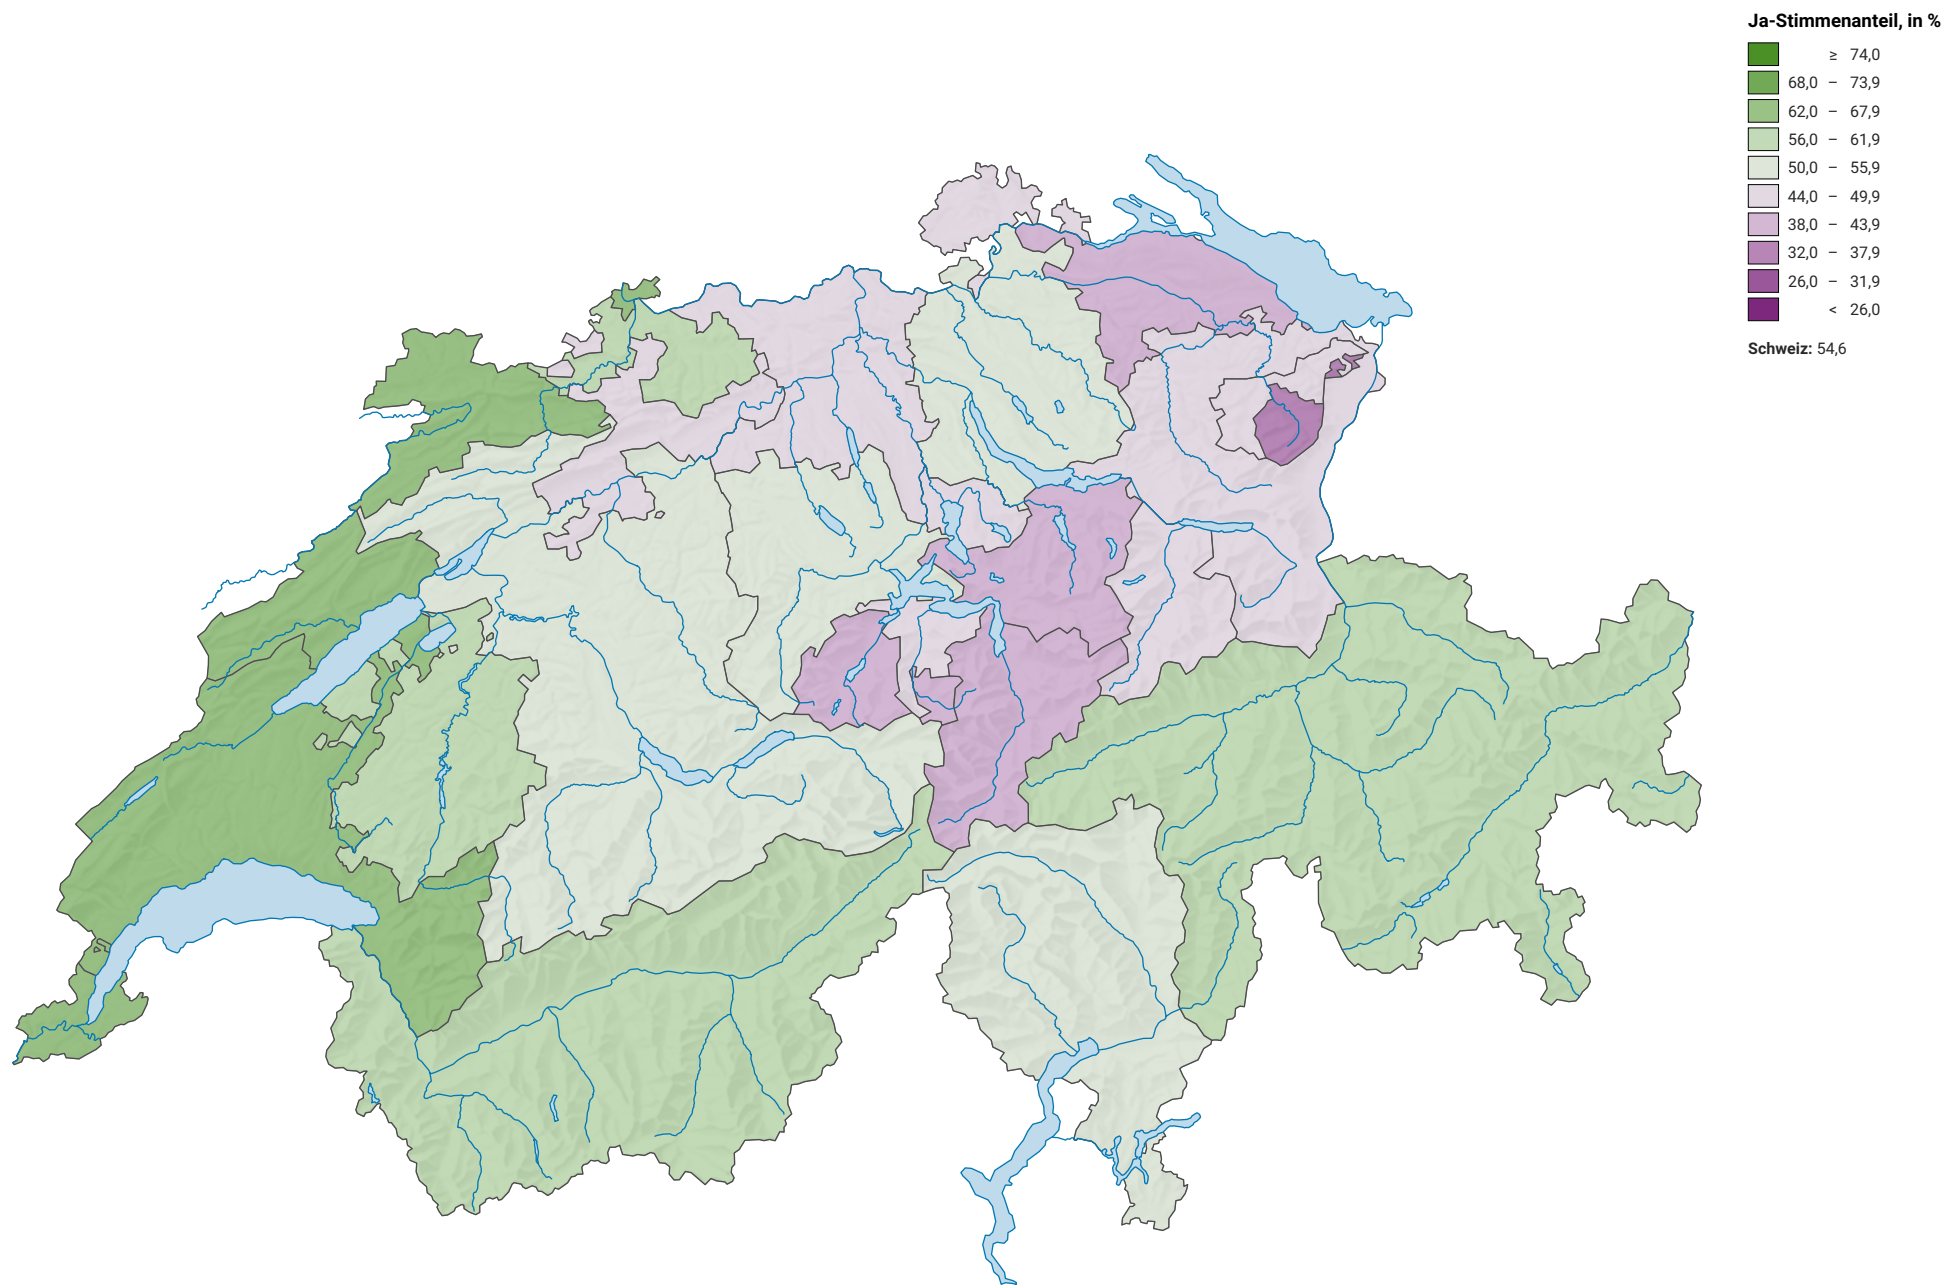 Ja-Stimmenanteil, in %
≥ 74,0
68,0 – 73,9
62,0 – 67,9
56,0 – 61,9
50,0 – 55,9
44,0 – 49,9
38,0 – 43,9
32,0 – 37,9
26,0 – 31,9
< 26,0
Schweiz: 54,6